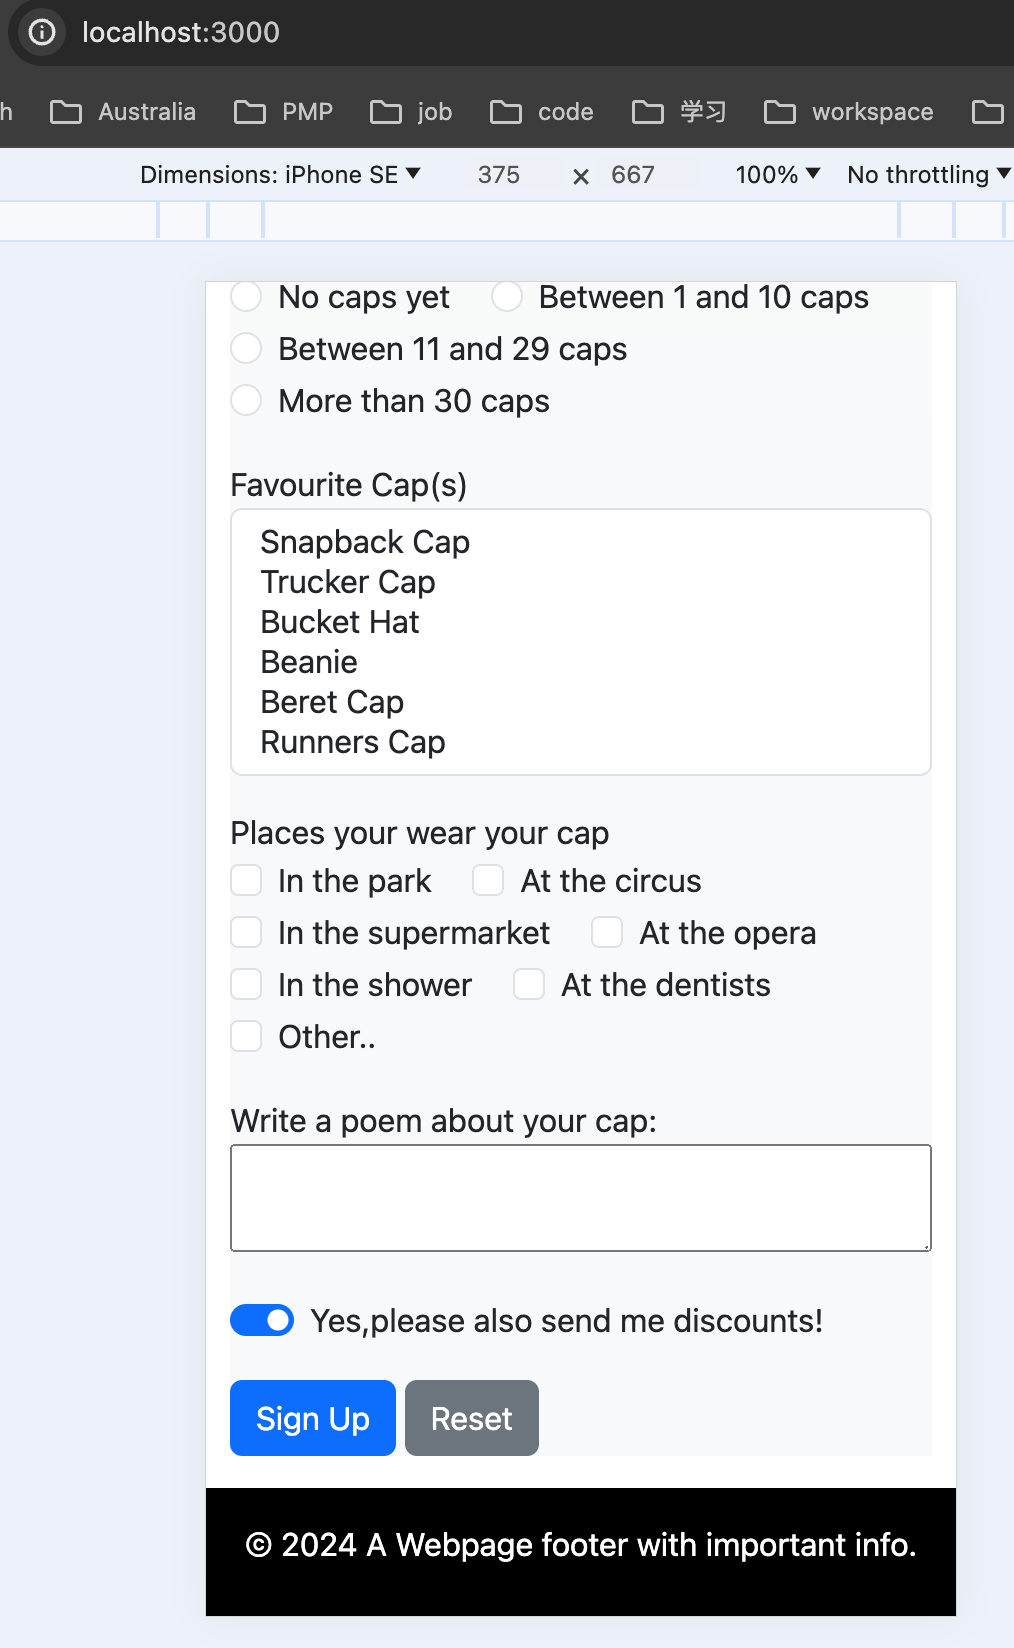 localhost:3000
h Australia PMP job code 学习 workspace
Dimensions: iPhone SE 375 × 667 100% No throttling
No caps yet Between 1 and 10 caps
Between 11 and 29 caps
More than 30 caps
Favourite Cap(s)
Snapback Cap
Trucker Cap
Bucket Hat
Beanie
Beret Cap
Runners Cap
Places your wear your cap
In the park At the circus
In the supermarket At the opera
In the shower At the dentists
Other..
Write a poem about your cap:
Yes,please also send me discounts!
Sign Up Reset
© 2024 A Webpage footer with important info.